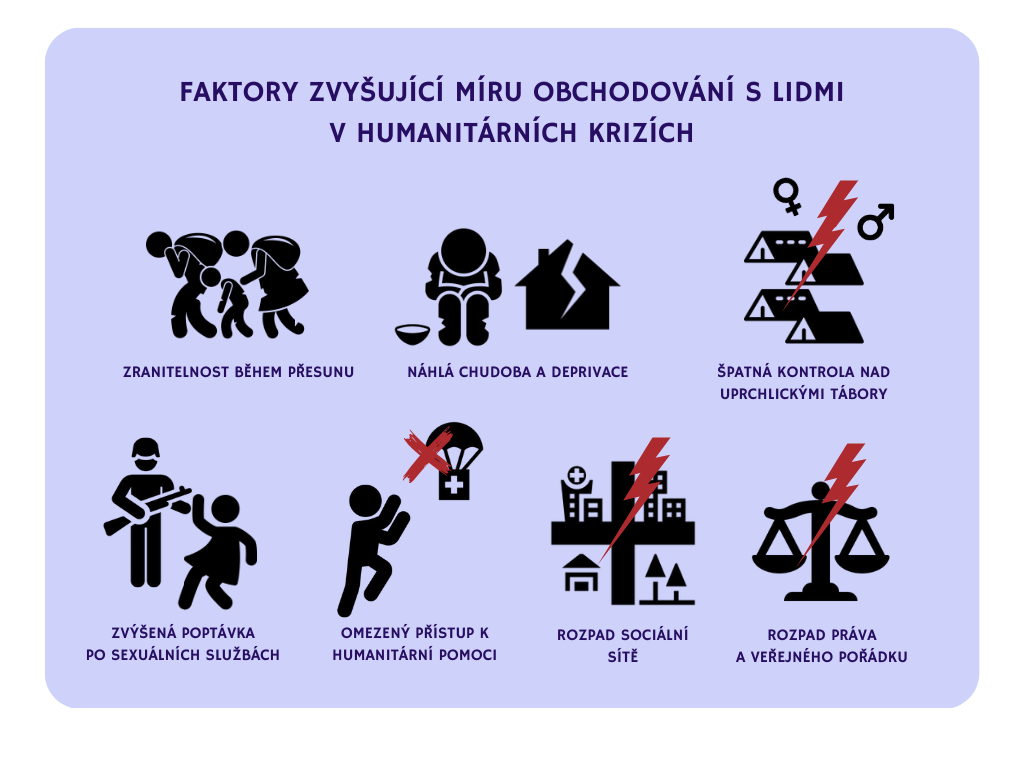 FAKTORY ZVYŠUJÍCÍ MÍRU OBCHODOVÁNÍ S LIDMI
V HUMANITÁRNÍCH KRIZÍCH
ZRANITELNOST BĚHEM PŘESUNU
NÁHLÁ CHUDOBA A DEPRIVACE
ŠPATNÁ KONTROLA NAD
UPRCHLICKÝMI TÁBORY
ZVÝŠENÁ POPTÁVKA
PO SEXUÁLNÍCH SLUŽBÁCH
OMEZENÝ PŘÍSTUP K
HUMANITÁRNÍ POMOCI
ROZPAD SOCIÁLNÍ
SÍTĚ
ROZPAD PRÁVA
A VEŘEJNÉHO POŘÁDKU